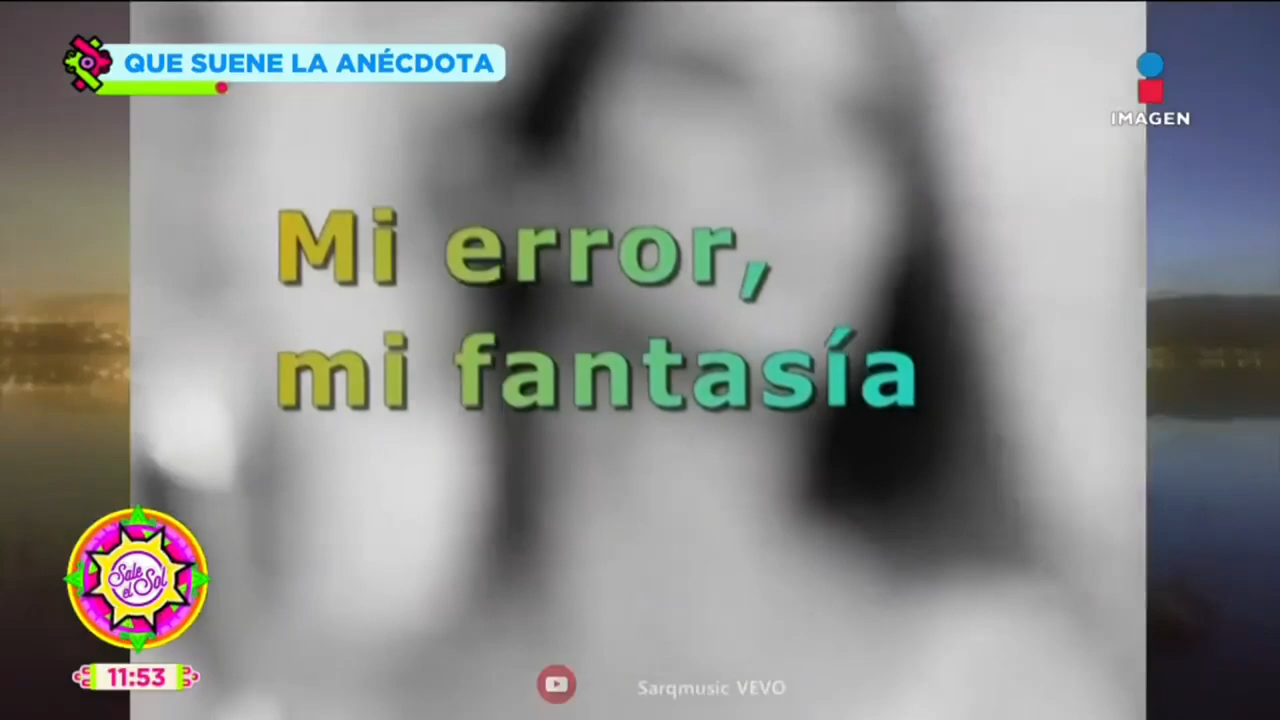 QUE SUENE LA ANÉCDOTA
IMAGEN
Mi error,
mi fantasía
Sale
el Sol
11:53
Sarqmusic VEVO